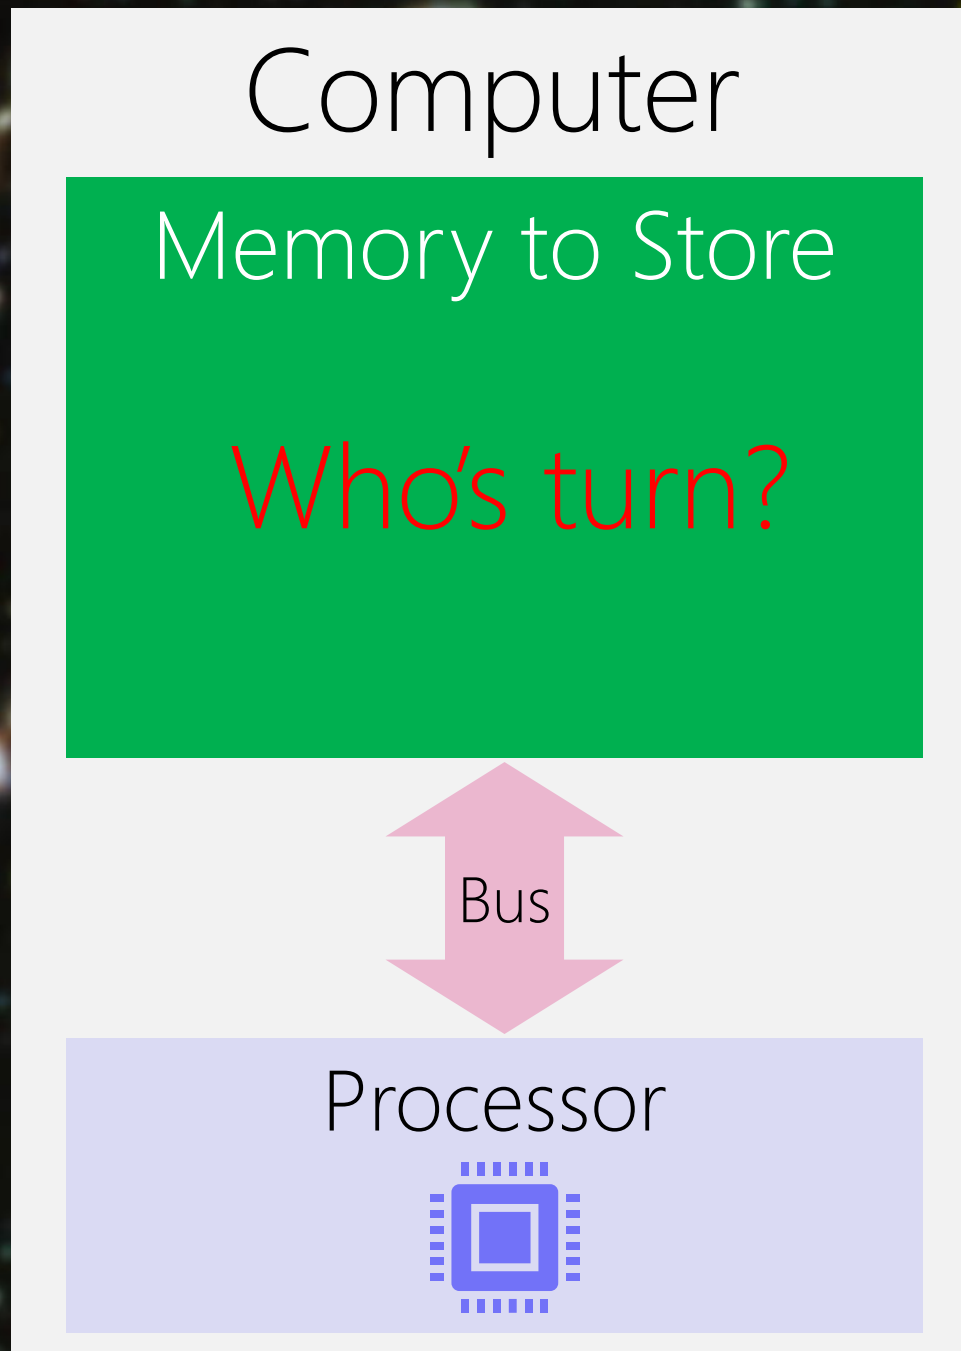 Computer
Memory to Store
Who’s turn?
Bus
Processor